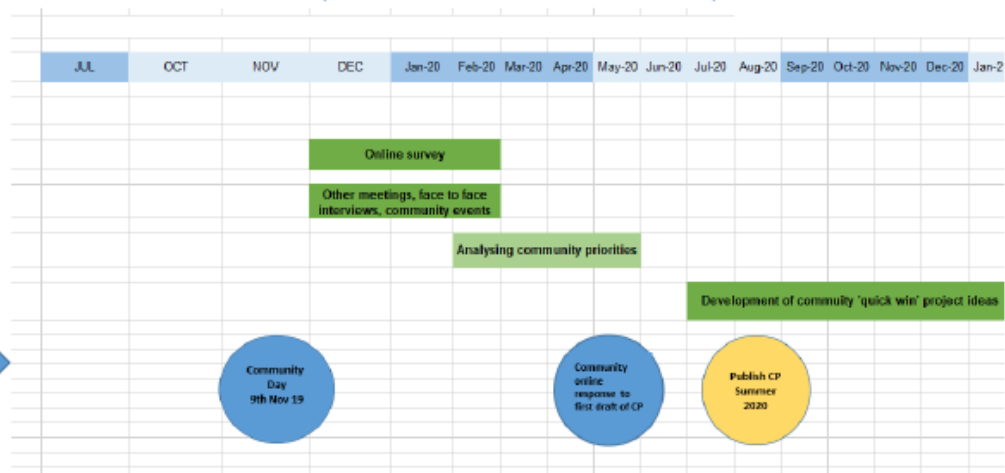 JUL OCT NOV DEC Jan-20 Feb-20 Mar-20 Apr-20 May-20 Jun-20 Jul-20 Aug-20 Sep-20 Oct-20 Nov-20 Dec-20 Jan-2
Online survey
Other meetings, face to face
interviews, community events
Analysing community priorities
Development of commuity 'quick win' project ideas
Community
Day
9th Nov 19
Community
online
response to
first draft of CP
Publish CP
Summer
2020